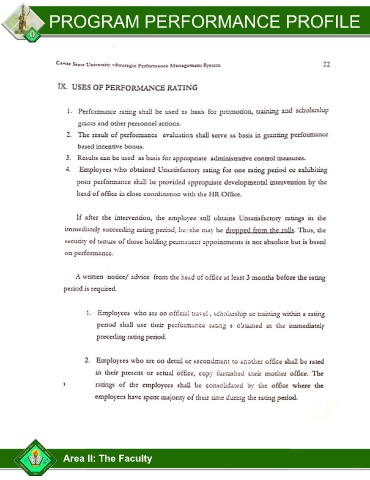 PROGRAM PERFORMANCE PROFILE
Cavite State University -Strategic Performance Management System 22
IX. USES OF PERFORMANCE RATING
1. Performance rating shall be used as basis for promotion, training and scholarship
grants and other personnel actions.
2. The result of performance evaluation shall serve as basis in granting performance
based incentive bonus.
3. Results can be used as basis for appropriate administrative control measures.
4. Employees who obtained Unsatisfactory rating for one rating period or exhibiting
poor performance shall be provided appropriate developmental intervention by the
head of office in close coordination with the HR Office.
If after the intervention, the employee still obtains Unsatisfactory ratings in the
immediately succeeding rating period, he/she may be dropped from the rolls. Thus, the
security of tenure of those holding permanent appointments is not absolute but is based
on performance.
A written notice/ advice from the head of office at least 3 months before the rating
period is required.
1. Employees who are on official travel , scholarship or training within a rating
period shall use their performance rating s obtained in the immediately
preceding rating period.
2. Employees who are on detail or secondment to another office shall be rated
in their present or actual office, copy furnished their mother office. The
ratings of the employees shall be consolidated by the office where the
employees have spent majority of their time during the rating period.
Area II: The Faculty